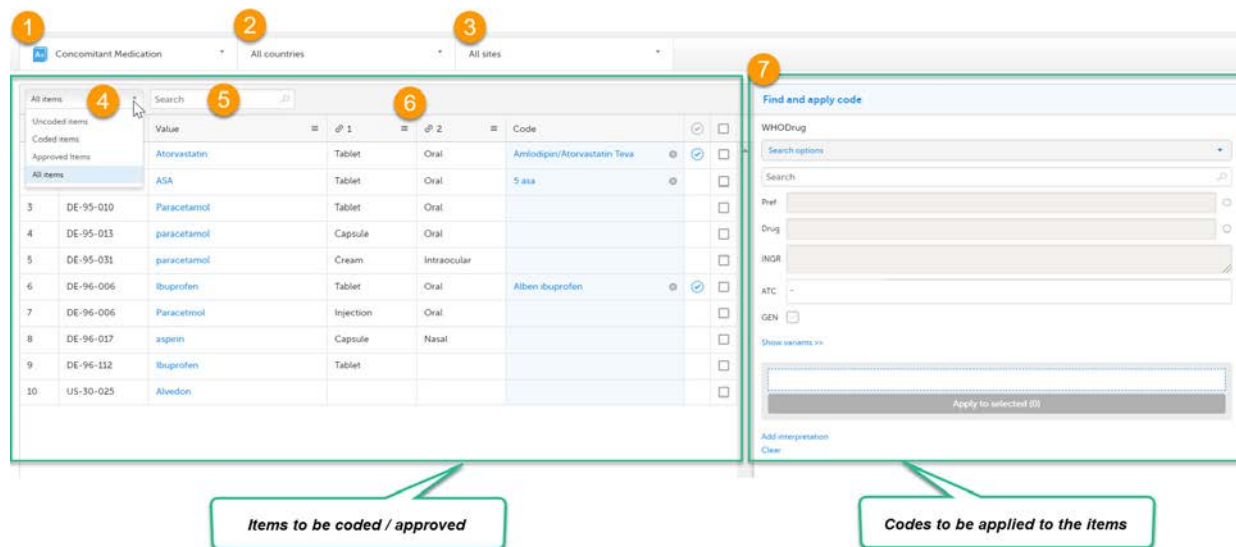 1
2
3
Concomitant Medication All countries All sites
7
All items 4 Search 5 6
Uncoded items
Coded items
Approved Items
All items
Value 1 2 Code
Atorvastatin Tablet Oral Amlodipin/Atorvastatin Teva
ASA Tablet Oral 5 asa
3 DE-95-010 Paracetamol Tablet Oral
4 DE-95-013 paracetamol Capsule Oral
5 DE-95-031 paracetamol Cream Intraocular
6 DE-96-006 Ibuprofen Tablet Oral Alben ibuprofen
7 DE-96-006 Paracetmol Injection Oral
8 DE-96-017 aspirin Capsule Nasal
9 DE-96-112 Ibuprofen Tablet
10 US-30-025 Alvedon
Find and apply code
WHODrug
Search options
Search
Pref
Drug
INGR
ATC -
GEN
Show variants >>
Apply to selected (0)
Add interpretation
Clear
Items to be coded / approved
Codes to be applied to the items